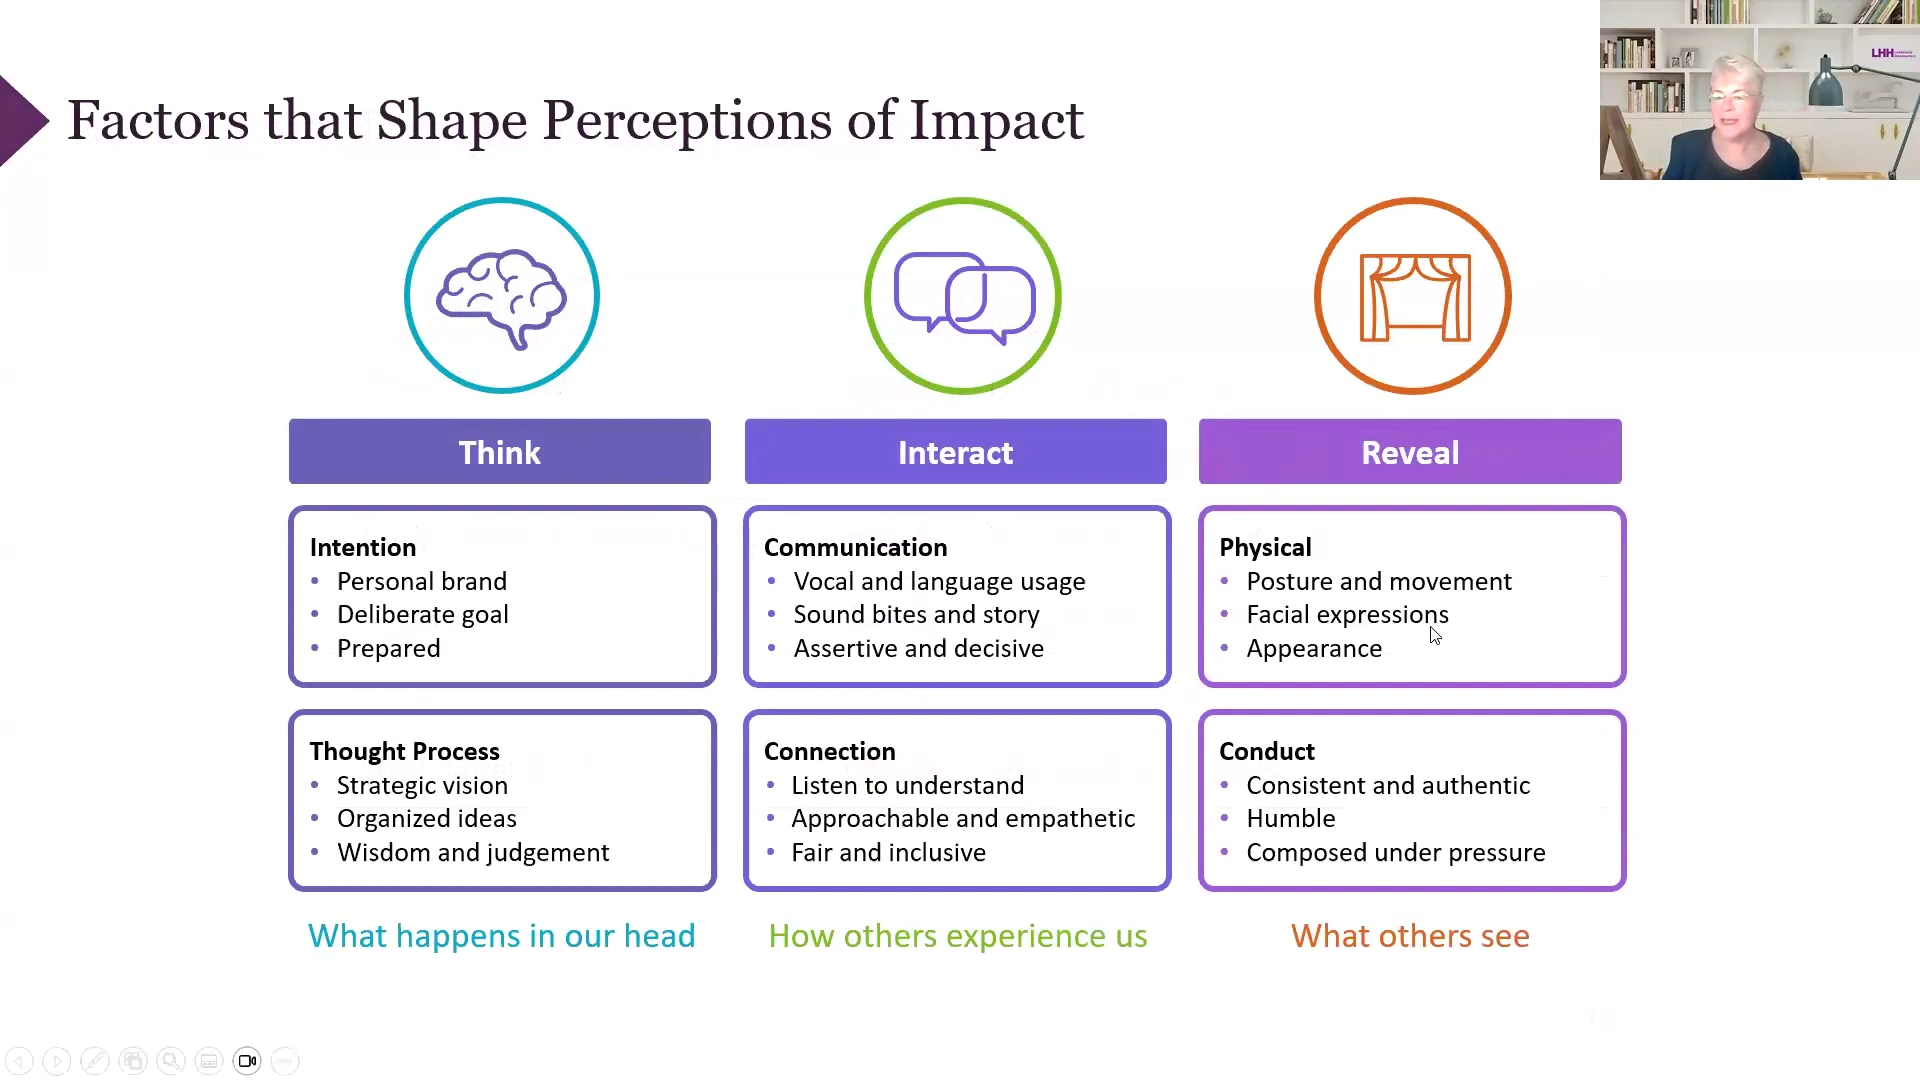 Factors that Shape Perceptions of Impact
LHH
Think
Intention
• Personal brand
• Deliberate goal
• Prepared
Thought Process
• Strategic vision
• Organized ideas
• Wisdom and judgement
What happens in our head
Interact
Communication
• Vocal and language usage
• Sound bites and story
• Assertive and decisive
Connection
• Listen to understand
• Approachable and empathetic
• Fair and inclusive
How others experience us
Reveal
Physical
• Posture and movement
• Facial expressions
• Appearance
Conduct
• Consistent and authentic
• Humble
• Composed under pressure
What others see